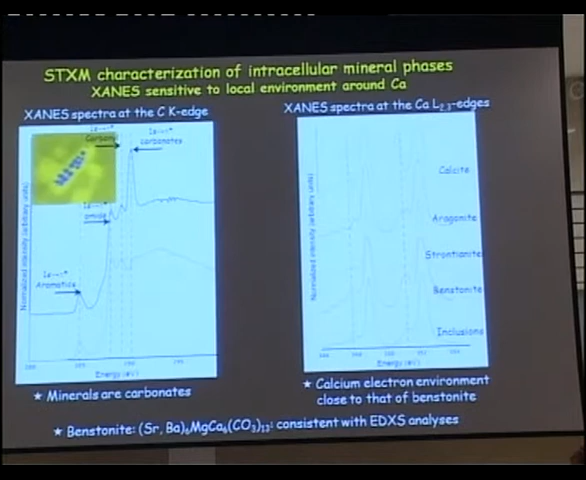 STXM characterization of intracellular mineral phases
XANES sensitive to local environment around Ca
XANES spectra at the C K-edge
XANES spectra at the Ca L2,3-edges
carbonates
amide
Aromatics
Normalized intensity (arbitrary units)
Energy (eV)
Normalized intensity (arbitrary units)
Calcite
Aragonite
Strontianite
Benstonite
Inclusions
Energy (eV)
★ Minerals are carbonates
★ Calcium electron environment
close to that of benstonite
★ Benstonite: (Sr, Ba)6MgCa6(CO3)13: consistent with EDXS analyses